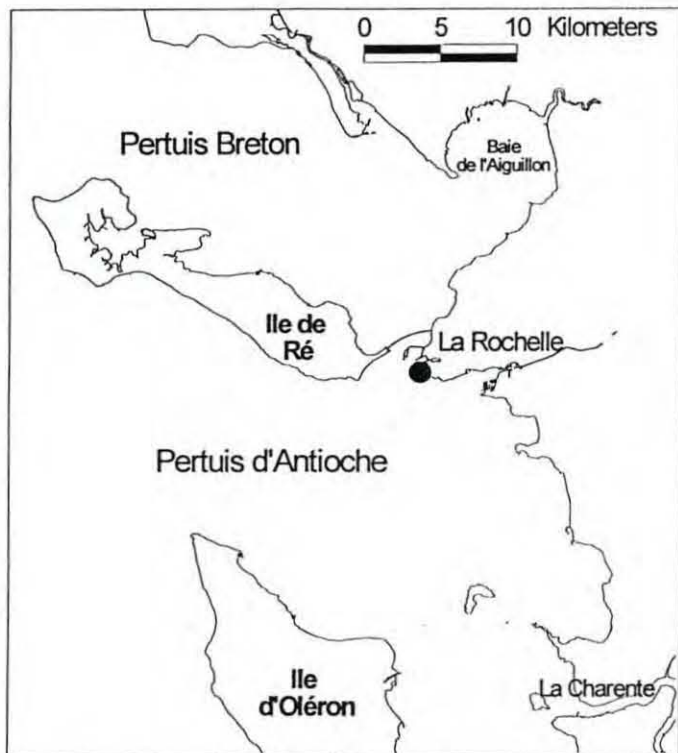 0 5 10 Kilometers
Pertuis Breton
Baie
de l'Aiguillon
Ile de
Ré
La Rochelle
Pertuis d'Antioche
Ile
d'Oléron
La Charente